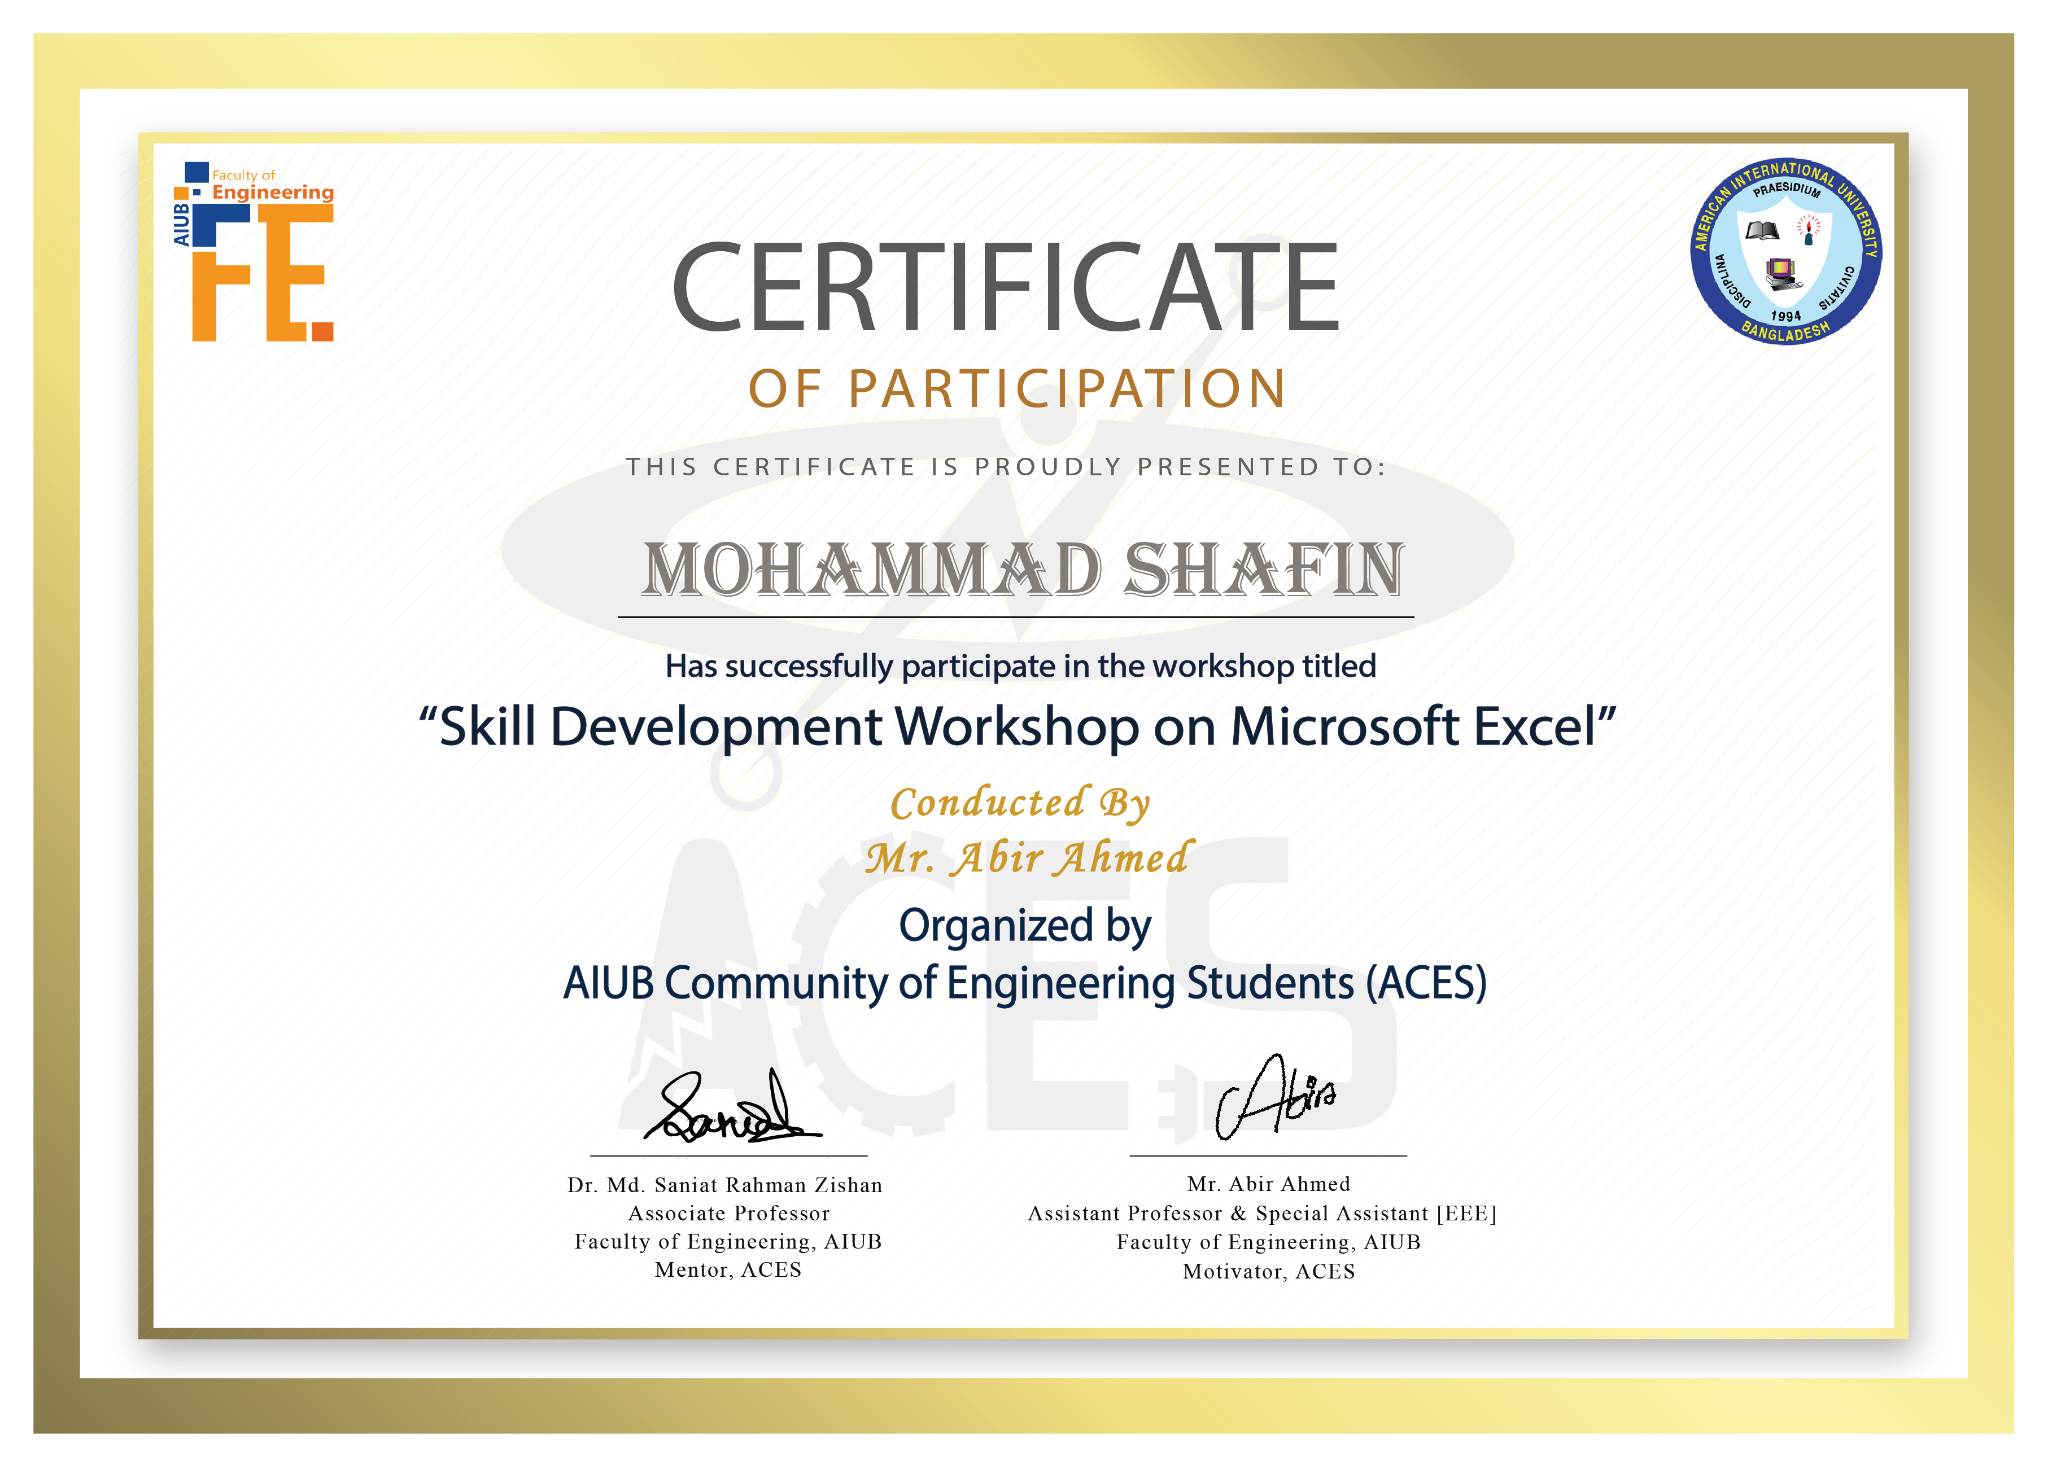 Faculty of
Engineering
AIUB
FE.
AMERICAN INTERNATIONAL UNIVERSITY
PRAESIDIUM
DISCIPLINA
CIVITATIS
1994
BANGLADESH
CERTIFICATE
OF PARTICIPATION
THIS CERTIFICATE IS PROUDLY PRESENTED TO:
MOHAMMAD SHAFIN
Has successfully participate in the workshop titled
“Skill Development Workshop on Microsoft Excel”
Conducted By
Mr. Abir Ahmed
Organized by
AIUB Community of Engineering Students (ACES)
ACES
Saniat
Abir
Dr. Md. Saniat Rahman Zishan
Associate Professor
Faculty of Engineering, AIUB
Mentor, ACES
Mr. Abir Ahmed
Assistant Professor & Special Assistant [EEE]
Faculty of Engineering, AIUB
Motivator, ACES